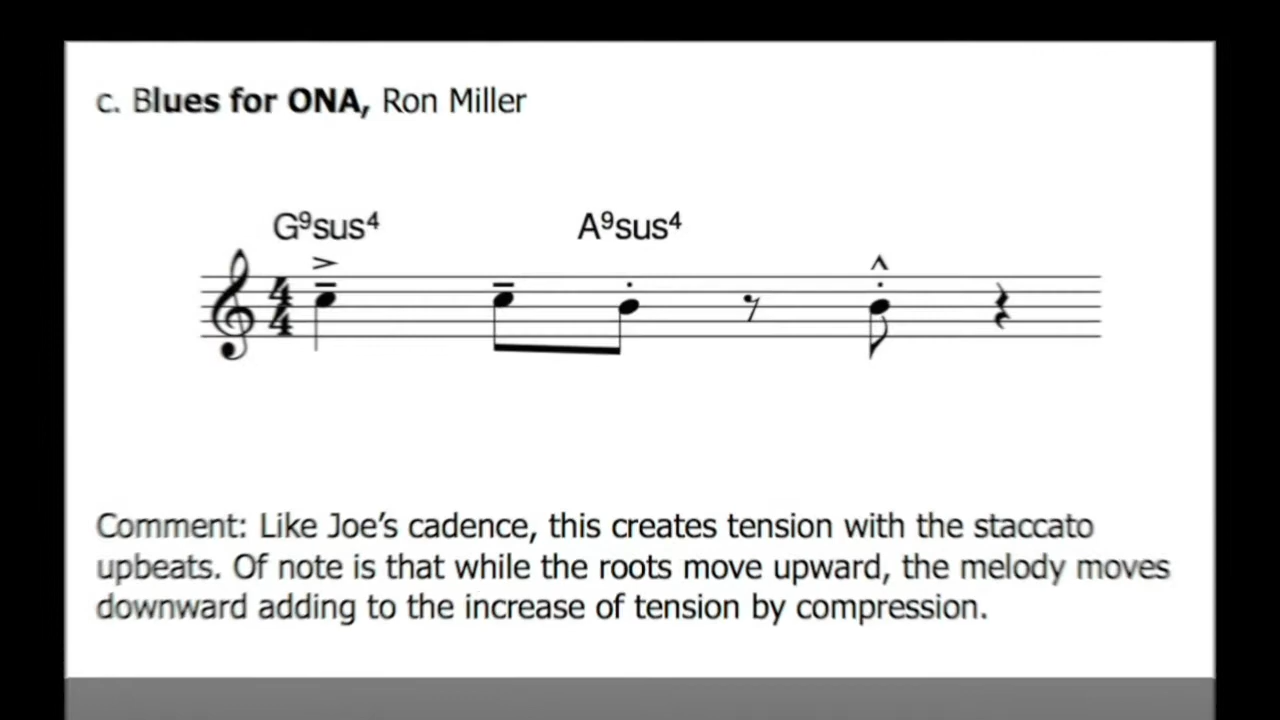 c. Blues for ONA, Ron Miller
G⁹sus⁴ A⁹sus⁴
4
4
Comment: Like Joe’s cadence, this creates tension with the staccato
upbeats. Of note is that while the roots move upward, the melody moves
downward adding to the increase of tension by compression.